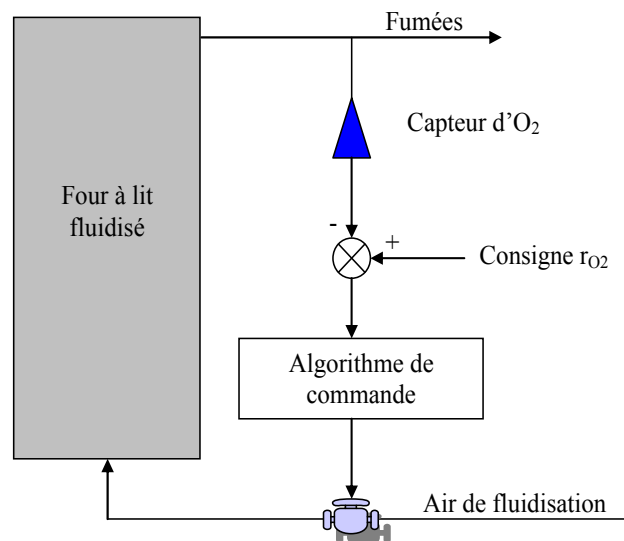 Fumées
Capteur d'O₂
Four à lit
fluidisé
-
+
Consigne rO2
Algorithme de
commande
Air de fluidisation